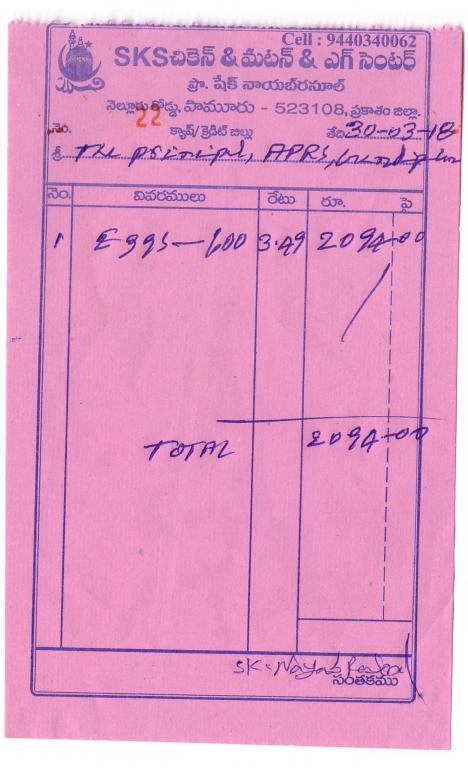 Cell : 9440340062
SKSచికెన్ & మటన్ & ఎగ్ సెంటర్
ప్రొ. షేక్ నాయబ్‌రసూల్
నెల్లూరు రోడ్డు, పామూరు - 523108, ప్రకాశం జిల్లా.
నెం. 22 క్యాష్/క్రెడిట్ బిల్లు తేది 30-03-18
శ్రీ The principal, APRS,
నెం. వివరములు రేటు రూ. పై
1 Eggs - 600 3.49 2094-00
TOTAL 2094-00
SK. Nayab Rasool
సంతకము